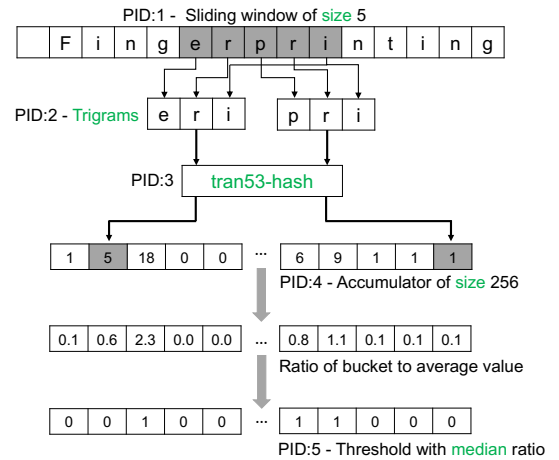 PID:1 - Sliding window of size 5
F i n g e r p r i n t i n g
PID:2 - Trigrams
e r i p r i
PID:3
tran53-hash
1 5 18 0 0 ... 6 9 1 1 1
PID:4 - Accumulator of size 256
0.1 0.6 2.3 0.0 0.0 ... 0.8 1.1 0.1 0.1 0.1
Ratio of bucket to average value
0 0 1 0 0 ... 1 1 0 0 0
PID:5 - Threshold with median ratio